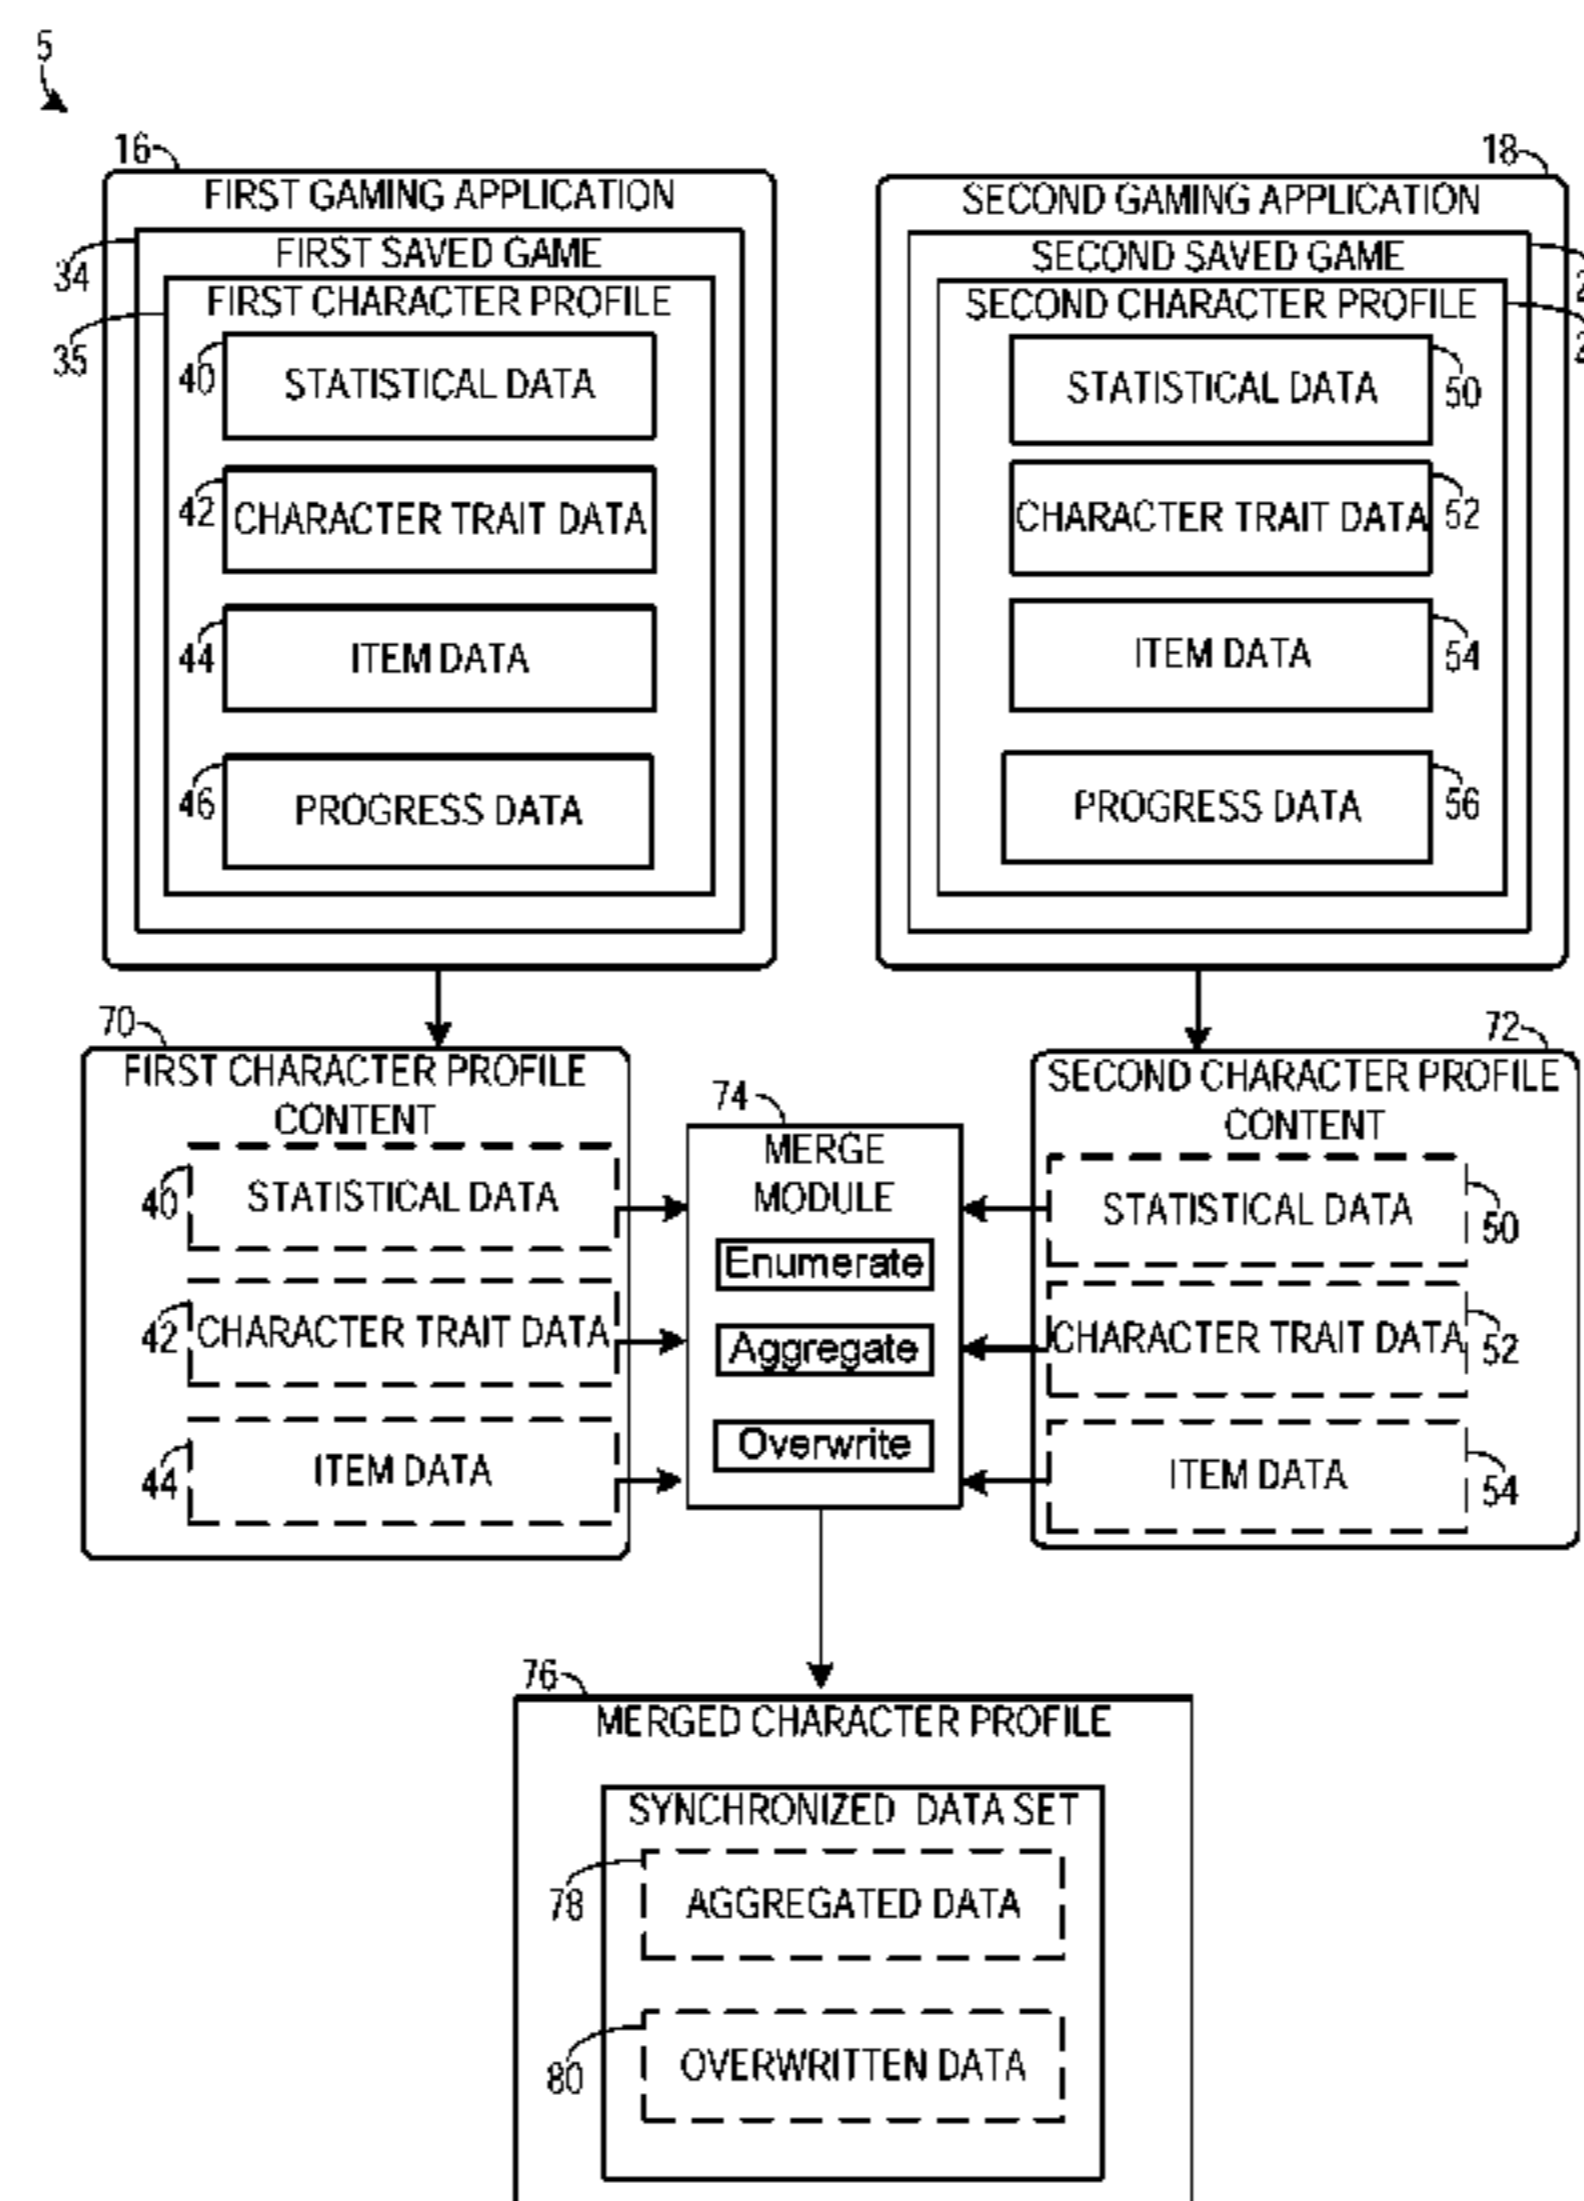 5
16
FIRST GAMING APPLICATION
34
FIRST SAVED GAME
35
FIRST CHARACTER PROFILE
40
STATISTICAL DATA
42
CHARACTER TRAIT DATA
44
ITEM DATA
46
PROGRESS DATA
18
SECOND GAMING APPLICATION
SECOND SAVED GAME
SECOND CHARACTER PROFILE
STATISTICAL DATA
50
CHARACTER TRAIT DATA
52
ITEM DATA
54
PROGRESS DATA
56
70
FIRST CHARACTER PROFILE
CONTENT
40
STATISTICAL DATA
42
CHARACTER TRAIT DATA
44
ITEM DATA
74
MERGE
MODULE
Enumerate
Aggregate
Overwrite
72
SECOND CHARACTER PROFILE
CONTENT
STATISTICAL DATA
50
CHARACTER TRAIT DATA
52
ITEM DATA
54
76
MERGED CHARACTER PROFILE
SYNCHRONIZED DATA SET
78
AGGREGATED DATA
80
OVERWRITTEN DATA